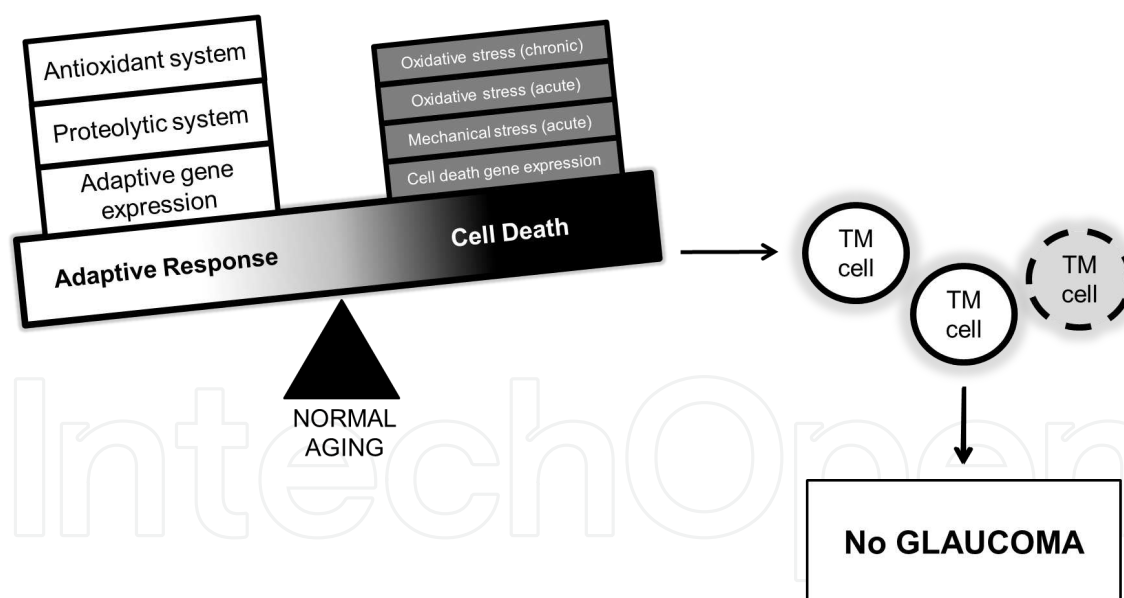 Antioxidant system
Proteolytic system
Adaptive gene
expression
Adaptive Response
Oxidative stress (chronic)
Oxidative stress (acute)
Mechanical stress (acute)
Cell death gene expression
Cell Death
NORMAL
AGING
TM
cell
TM
cell
TM
cell
No GLAUCOMA
IntechOpen